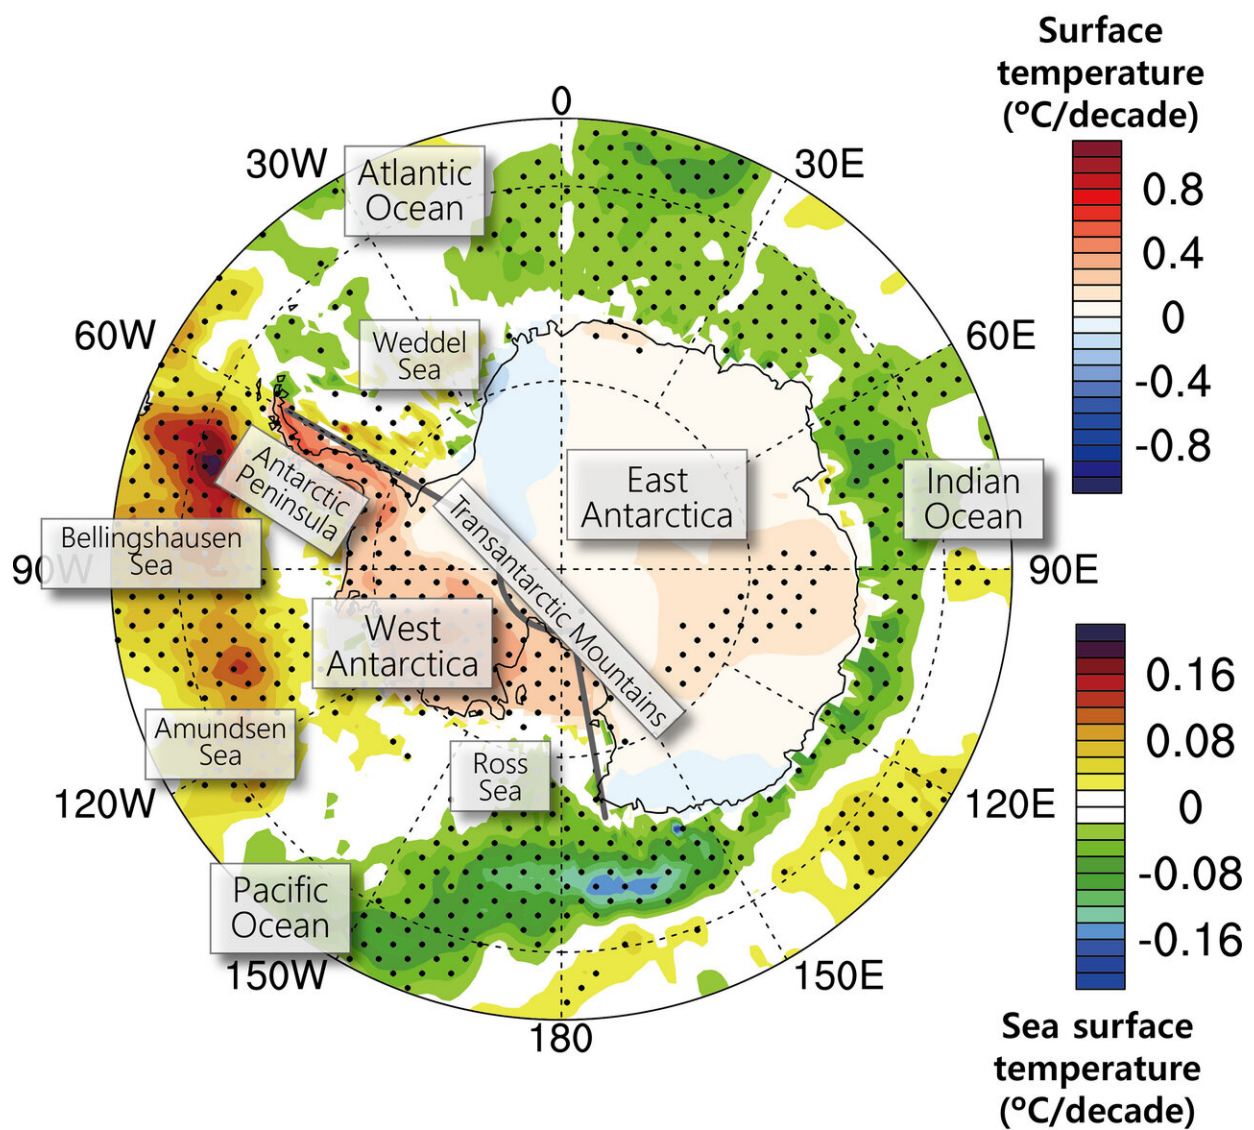 Surface
temperature
(ºC/decade)
0
30W
Atlantic
Ocean
30E
0.8
0.4
0
-0.4
-0.8
60W
Weddel
Sea
60E
Antarctic
Peninsula
East
Antarctica
Indian
Ocean
Transantarctic Mountains
Bellingshausen
Sea
90W
90E
West
Antarctica
0.16
0.08
0
-0.08
-0.16
Amundsen
Sea
Ross
Sea
120W
120E
Pacific
Ocean
150W
150E
180
Sea surface
temperature
(ºC/decade)